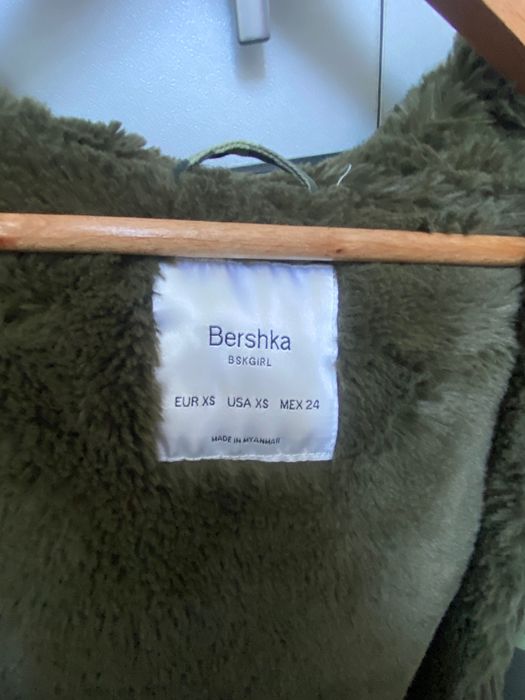 Bershka
BSKGIRL
EUR XS USA XS MEX 24
MADE IN MYANMAR